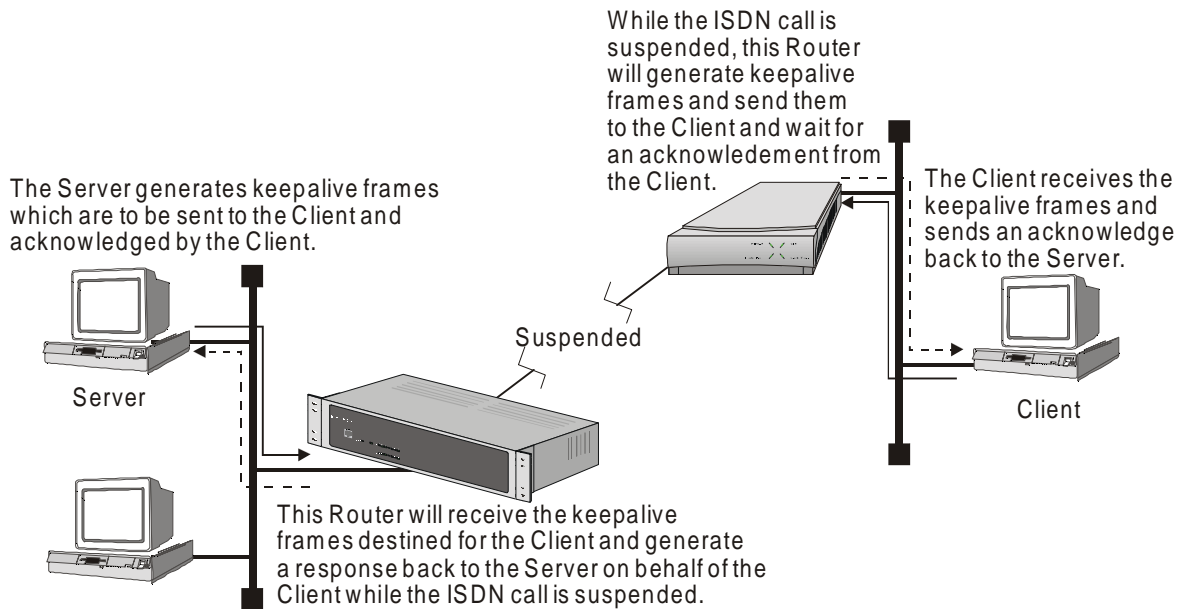 While the ISDN call is
suspended, this Router
will generate keepalive
frames and send them
to the Client and wait for
an acknowledement from
the Client.
The Server generates keepalive frames
which are to be sent to the Client and
acknowledged by the Client.
The Client receives the
keepalive frames and
sends an acknowledge
back to the Server.
Suspended
Server
Client
This Router will receive the keepalive
frames destined for the Client and generate
a response back to the Server on behalf of the
Client while the ISDN call is suspended.